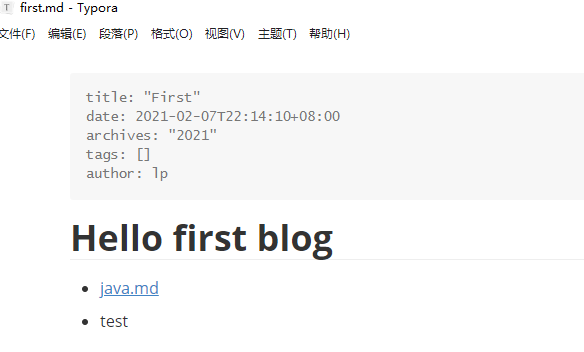 T first.md - Typora
文件(F) 编辑(E) 段落(P) 格式(O) 视图(V) 主题(T) 帮助(H)
title: "First"
date: 2021-02-07T22:14:10+08:00
archives: "2021"
tags: []
author: lp
Hello first blog
java.md
test